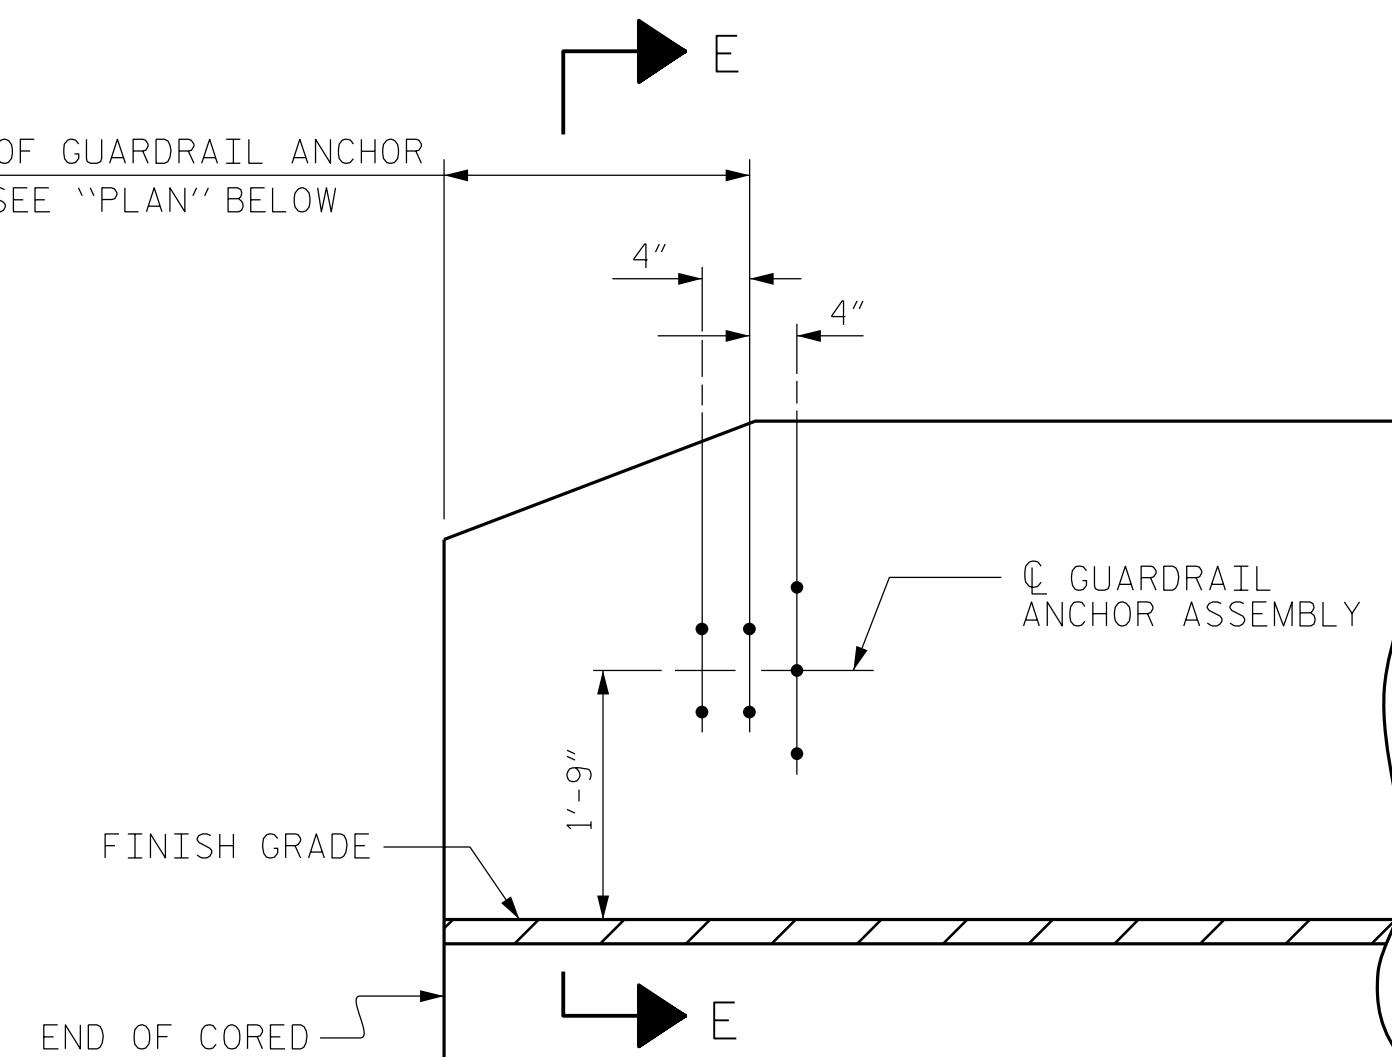 E
OF GUARDRAIL ANCHOR
SEE "PLAN" BELOW
4"
4"
℄ GUARDRAIL
ANCHOR ASSEMBLY
1'-9"
FINISH GRADE
END OF CORED
E